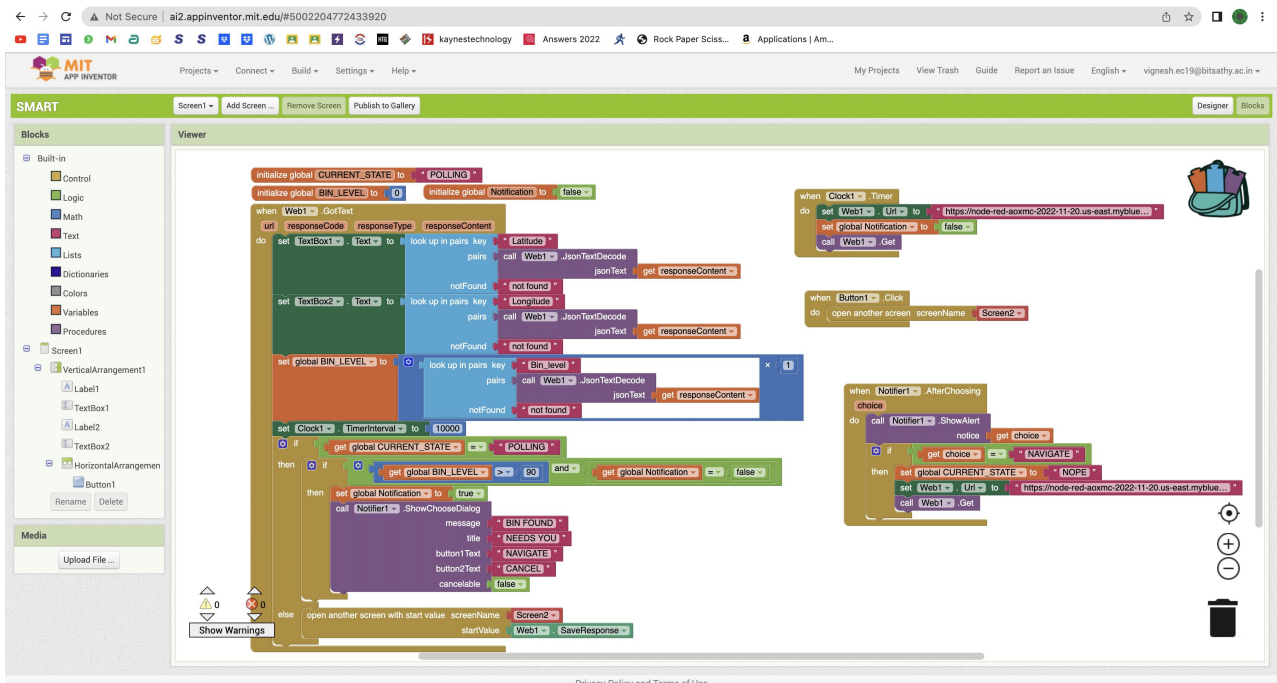 Not Secure | ai2.appinventor.mit.edu/#5002204772433920
kaynestechnology Answers 2022 Rock Paper Sciss... Applications | Am...
MIT APP INVENTOR
Projects Connect Build Settings Help My Projects View Trash Guide Report an Issue English vignesh.ec19@bitsathy.ac.in
SMART Screen1 Add Screen ... Remove Screen Publish to Gallery Designer Blocks
Blocks
Built-in
Control
Logic
Math
Text
Lists
Dictionaries
Colors
Variables
Procedures
Screen1
VerticalArrangement1
Label1
TextBox1
Label2
TextBox2
HorizontalArrangemen
Button1
Rename Delete
Media
Upload File ...
Viewer
initialize global CURRENT_STATE to " POLLING "
initialize global BIN_LEVEL to 0 initialize global Notification to false
when Web1 .GotText
url responseCode responseType responseContent
do set TextBox1 . Text to look up in pairs key " Latitude "
pairs call Web1 .JsonTextDecode
jsonText get responseContent
notFound " not found "
set TextBox2 . Text to look up in pairs key " Longitude "
pairs call Web1 .JsonTextDecode
jsonText get responseContent
notFound " not found "
set global BIN_LEVEL to look up in pairs key " Bin_level " × 1
pairs call Web1 .JsonTextDecode
jsonText get responseContent
notFound " not found "
set Clock1 . TimerInterval to 10000
if get global CURRENT_STATE = " POLLING "
then if get global BIN_LEVEL > 90 and get global Notification = false
then set global Notification to true
call Notifier1 .ShowChooseDialog
message " BIN FOUND "
title " NEEDS YOU "
button1Text " NAVIGATE "
button2Text " CANCEL "
cancelable false
else open another screen with start value screenName Screen2
startValue Web1 . SaveResponse
0 0
Show Warnings
when Clock1 .Timer
do set Web1 . Url to " https://node-red-aoxmc-2022-11-20.us-east.myblue... "
set global Notification to false
call Web1 .Get
when Button1 .Click
do open another screen screenName Screen2
when Notifier1 .AfterChoosing
choice
do call Notifier1 .ShowAlert
notice get choice
if get choice = " NAVIGATE "
then set global CURRENT_STATE to " NOPE "
set Web1 . Url to " https://node-red-aoxmc-2022-11-20.us-east.myblue... "
call Web1 .Get
Privacy Policy and Terms of Use